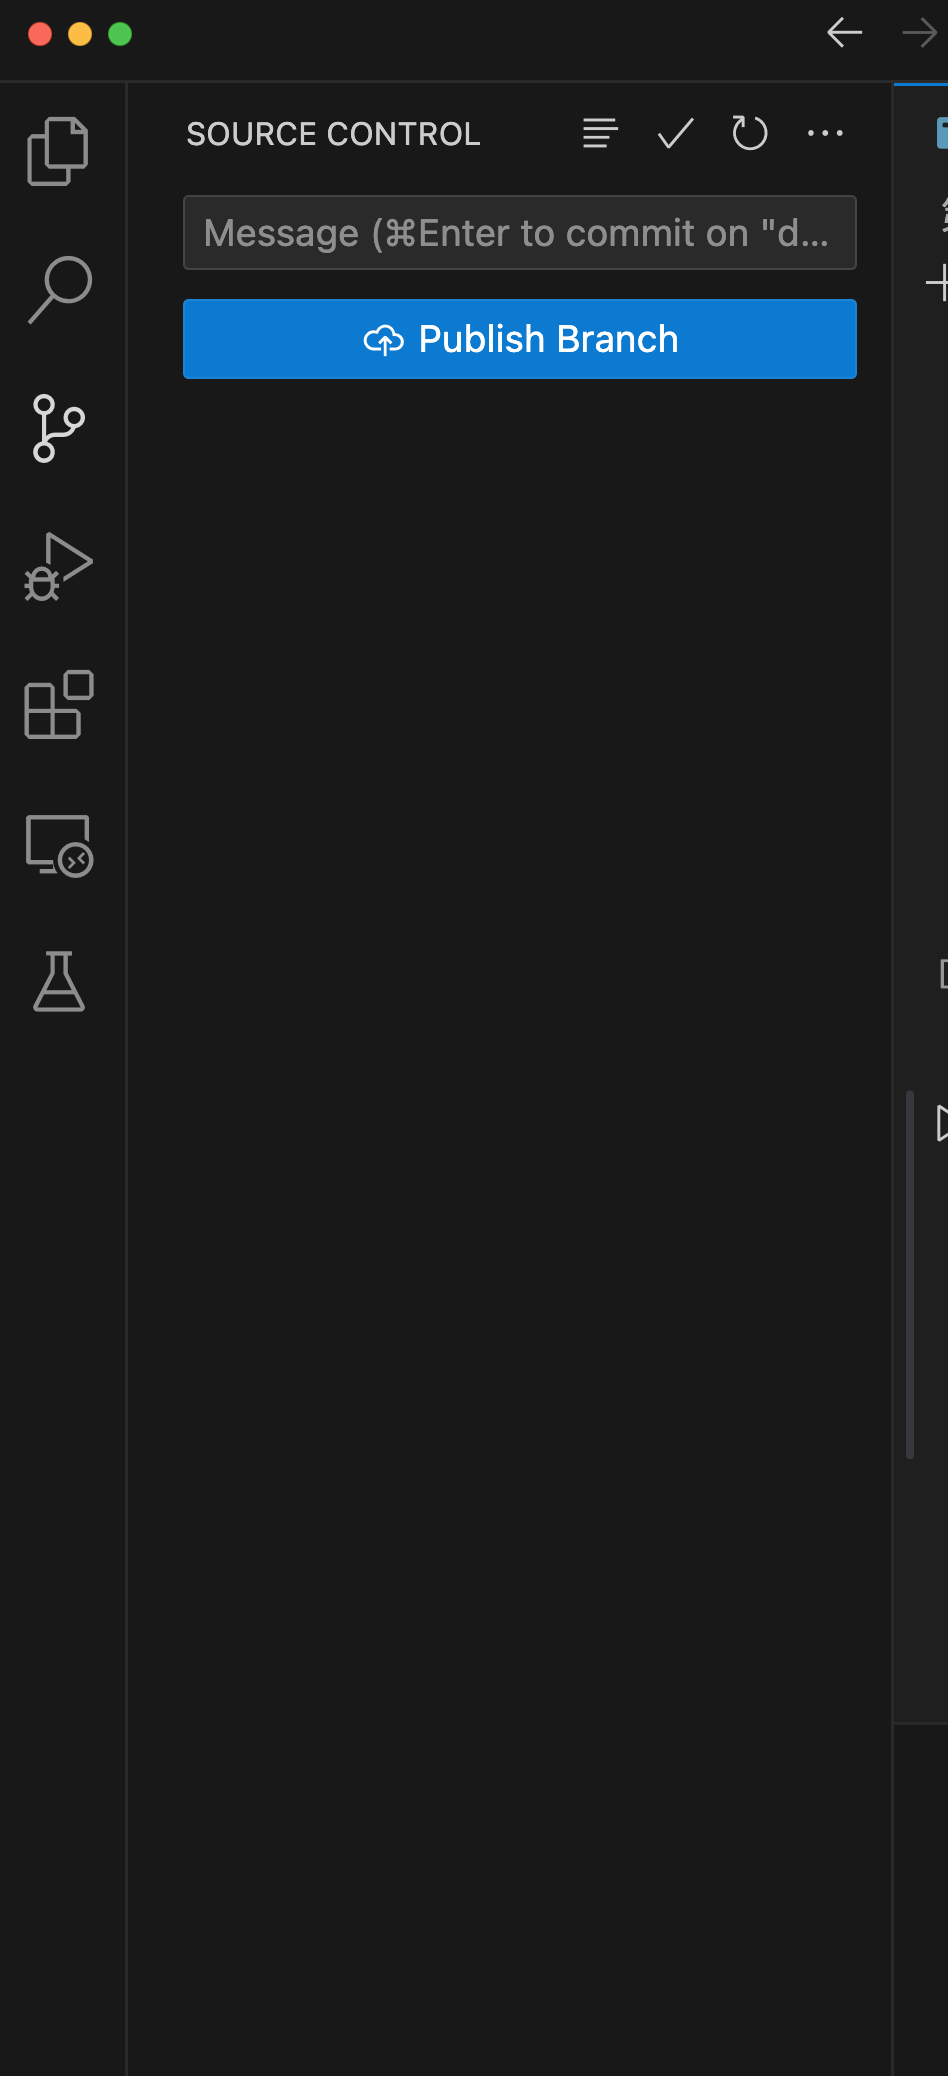 SOURCE CONTROL
Message (⌘Enter to commit on "d...
Publish Branch